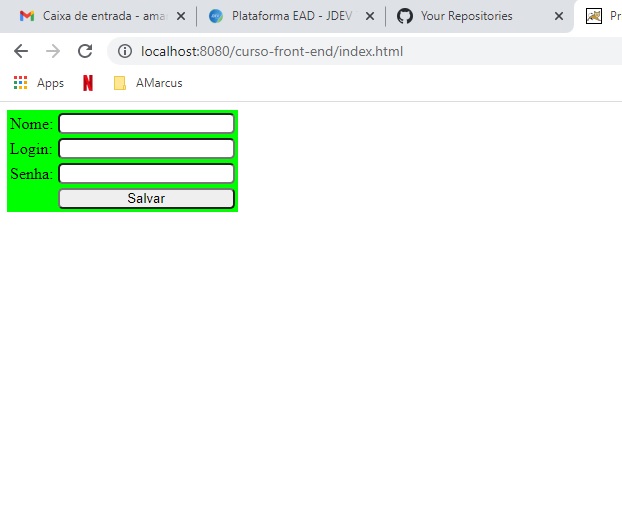 Caixa de entrada - ama
Plataforma EAD - JDEV
Your Repositories
Pr
localhost:8080/curso-front-end/index.html
Apps
AMarcus
Nome:
Login:
Senha:
Salvar